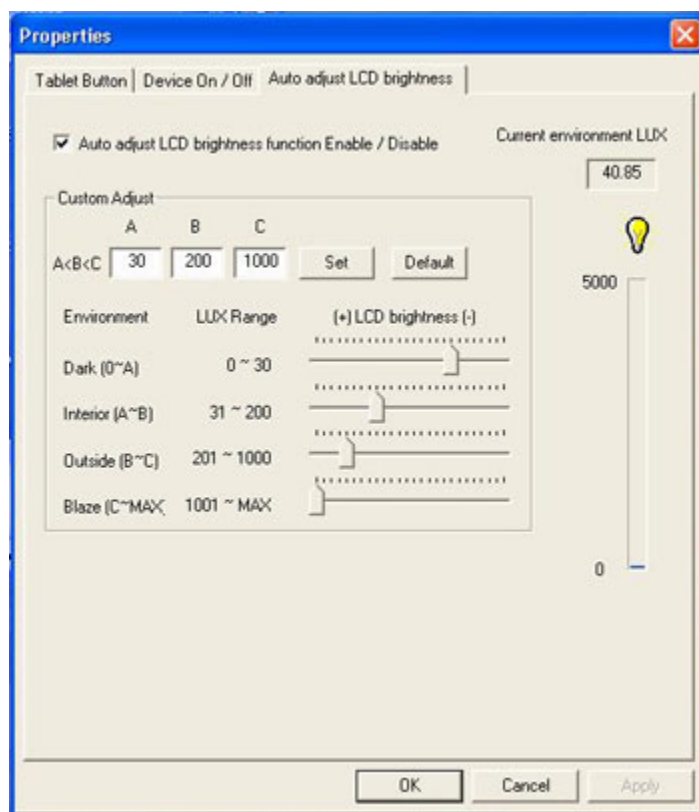 Properties
Tablet Button Device On / Off Auto adjust LCD brightness
Auto adjust LCD brightness function Enable / Disable
Current environment LUX
40.85
Custom Adjust
A B C
A<B<C 30 200 1000 Set Default
5000
Environment LUX Range (+) LCD brightness (-)
Dark (0~A) 0 ~ 30
Interior (A~B) 31 ~ 200
Outside (B~C) 201 ~ 1000
Blaze (C~MAX 1001 ~ MAX
0
OK Cancel Apply